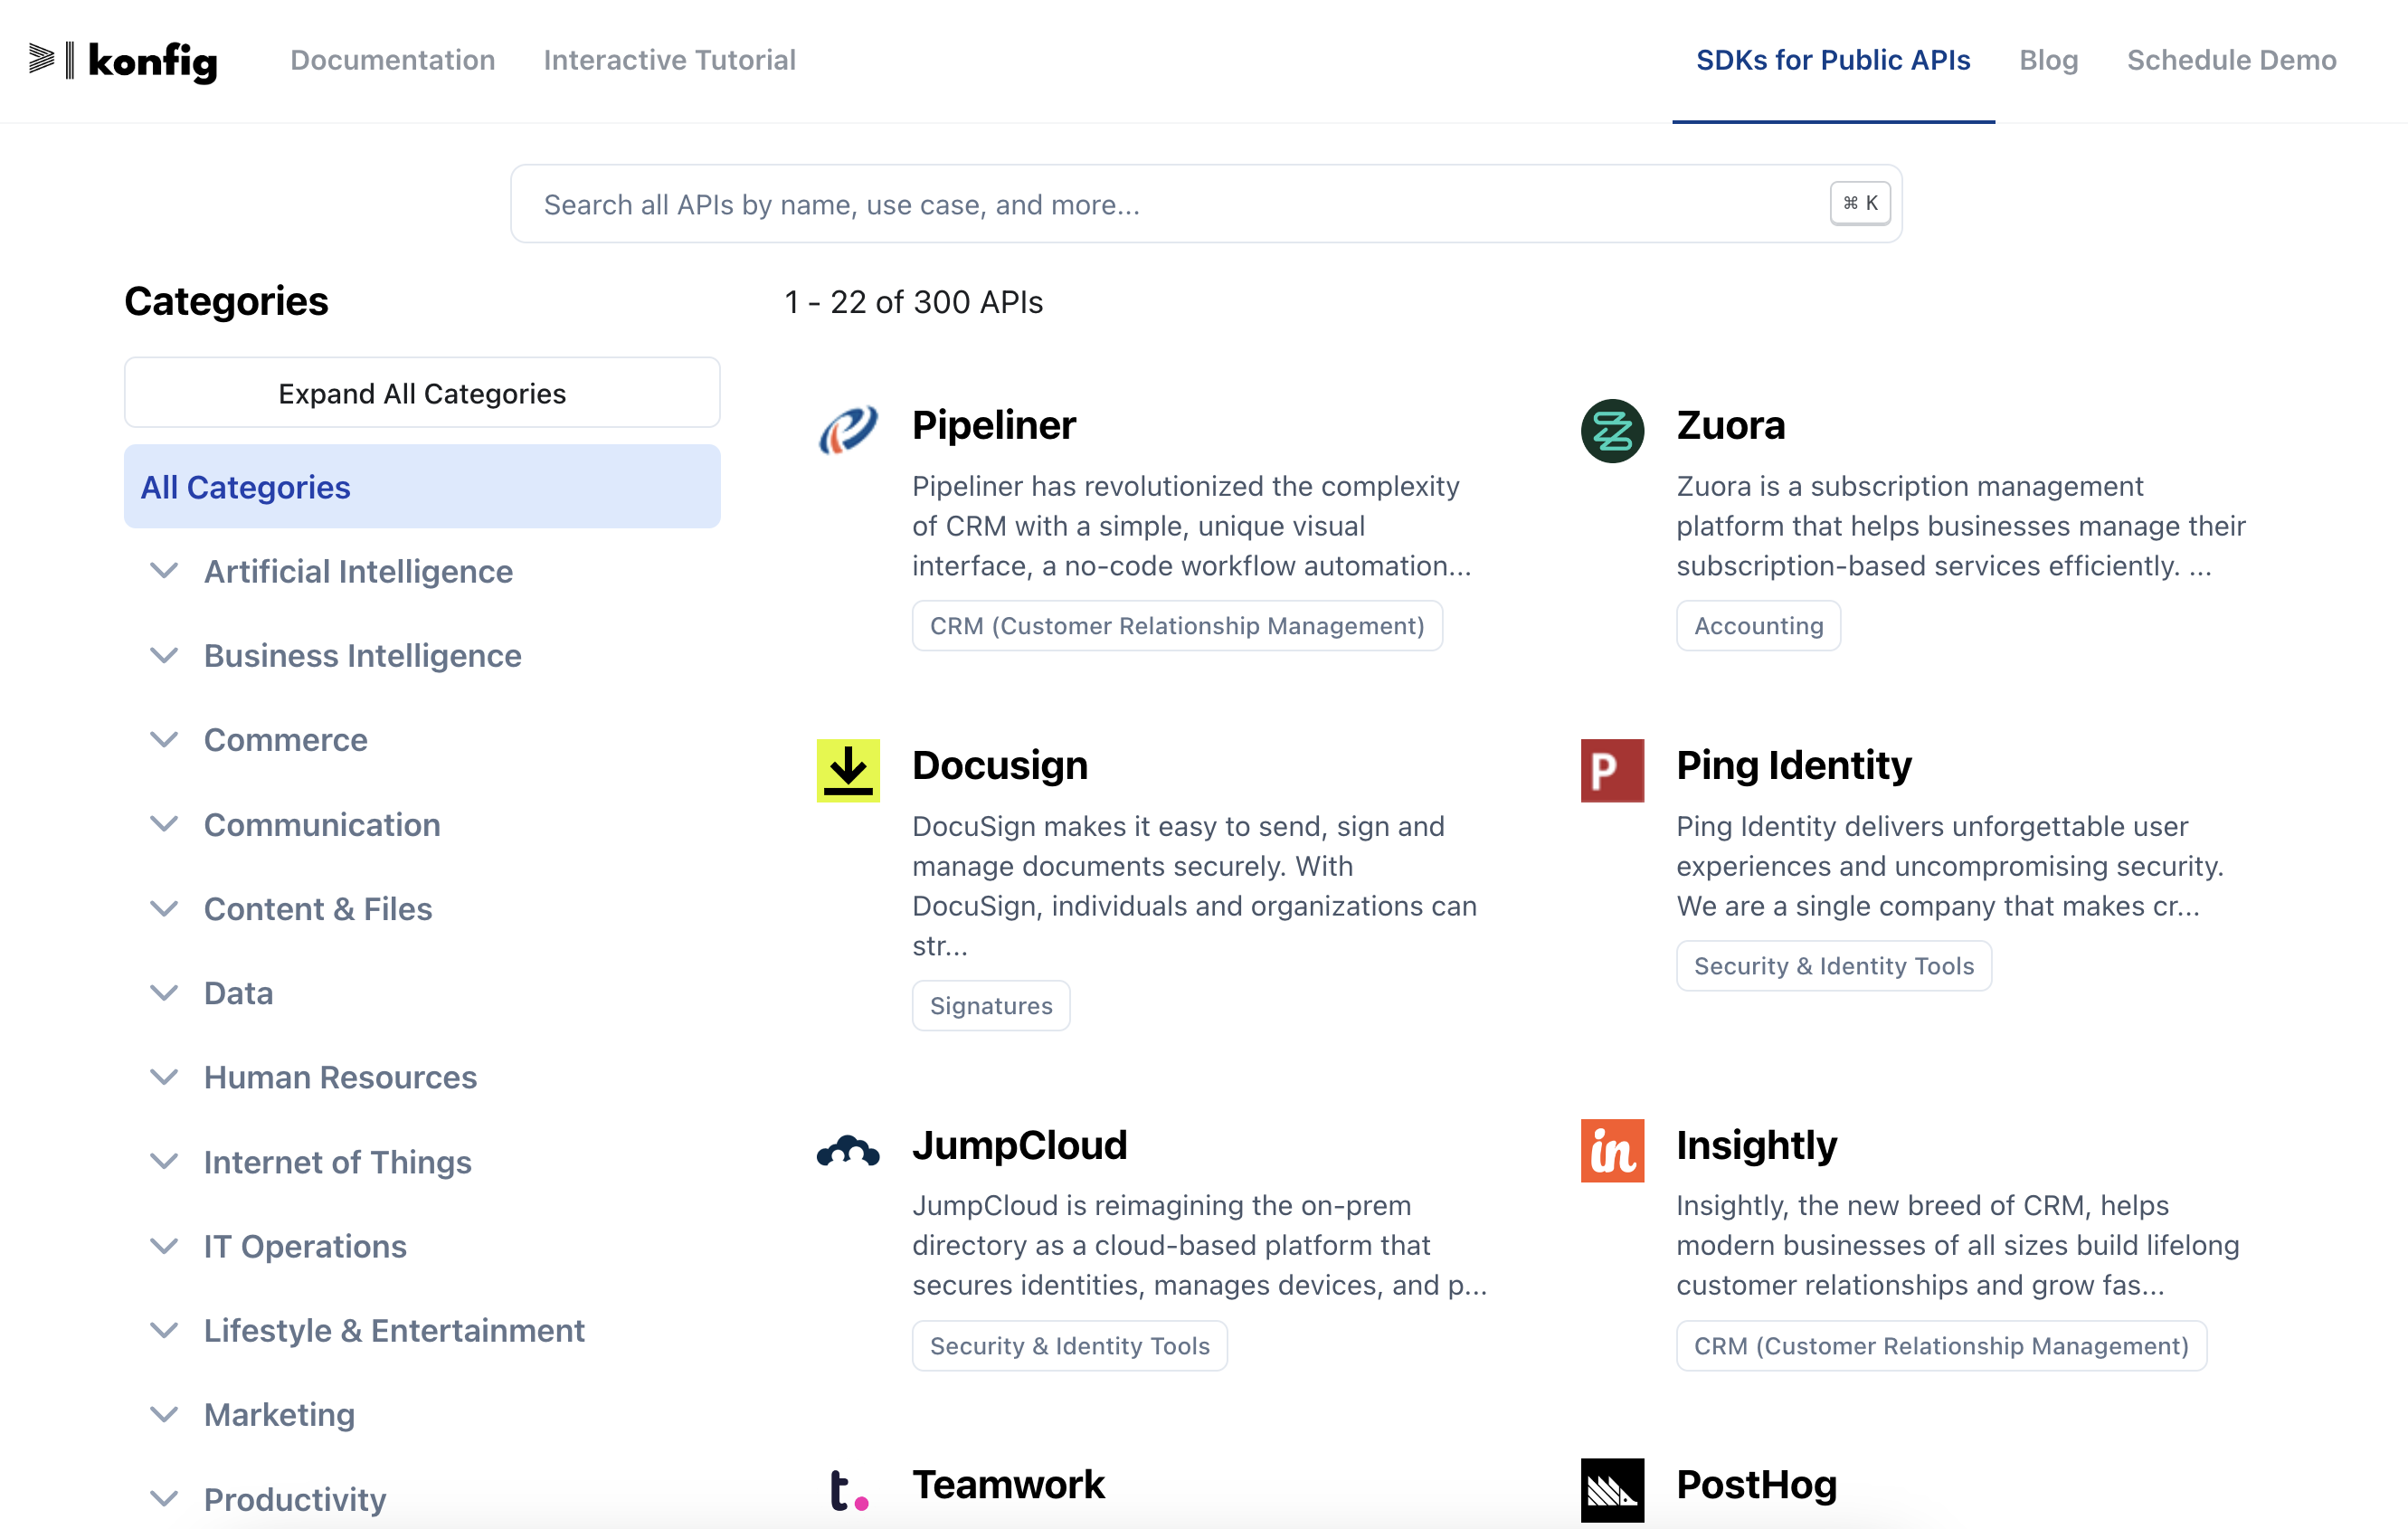 konfig
Documentation
Interactive Tutorial
SDKs for Public APIs
Blog
Schedule Demo
Search all APIs by name, use case, and more...
⌘ K
Categories
Expand All Categories
All Categories
Artificial Intelligence
Business Intelligence
Commerce
Communication
Content & Files
Data
Human Resources
Internet of Things
IT Operations
Lifestyle & Entertainment
Marketing
Productivity
1 - 22 of 300 APIs
Pipeliner
Pipeliner has revolutionized the complexity
of CRM with a simple, unique visual
interface, a no-code workflow automation...
CRM (Customer Relationship Management)
Zuora
Zuora is a subscription management
platform that helps businesses manage their
subscription-based services efficiently. ...
Accounting
Docusign
DocuSign makes it easy to send, sign and
manage documents securely. With
DocuSign, individuals and organizations can
str...
Signatures
P
Ping Identity
Ping Identity delivers unforgettable user
experiences and uncompromising security.
We are a single company that makes cr...
Security & Identity Tools
JumpCloud
JumpCloud is reimagining the on-prem
directory as a cloud-based platform that
secures identities, manages devices, and p...
Security & Identity Tools
in
Insightly
Insightly, the new breed of CRM, helps
modern businesses of all sizes build lifelong
customer relationships and grow fas...
CRM (Customer Relationship Management)
t.
Teamwork
PostHog